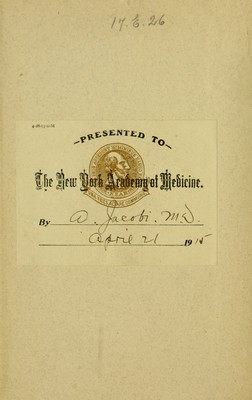 17.E.26
PRESENTED TO
The New York Academy of Medicine.
By A. Jacobi. M.D.
April 21 1915